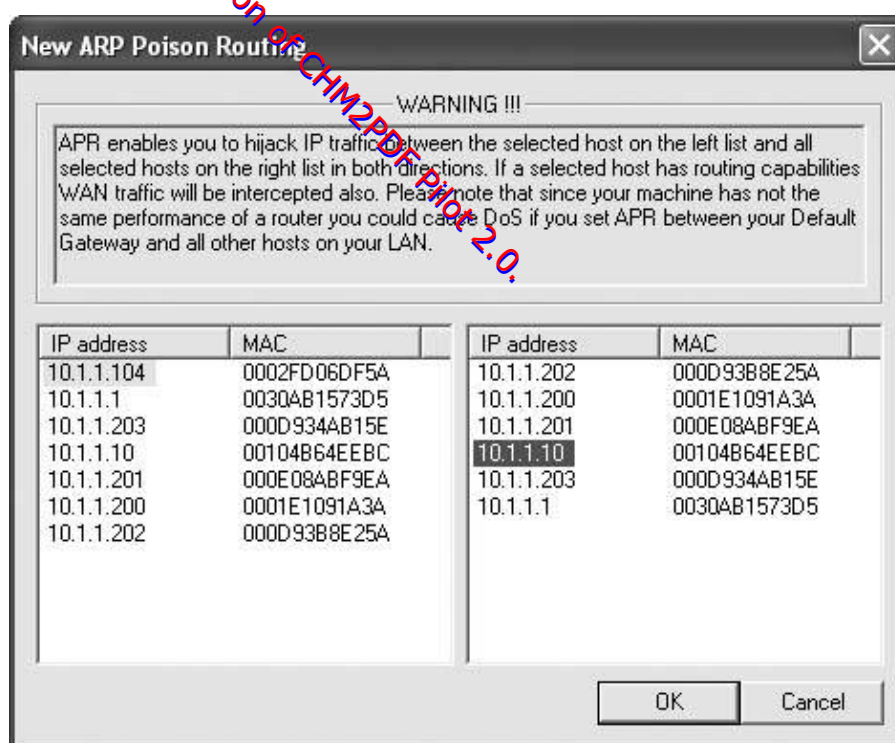 New ARP Poison Routing
WARNING !!!
APR enables you to hijack IP traffic between the selected host on the left list and all
selected hosts on the right list in both directions. If a selected host has routing capabilities
WAN traffic will be intercepted also. Please note that since your machine has not the
same performance of a router you could cause DoS if you set APR between your Default
Gateway and all other hosts on your LAN.
IP address MAC
10.1.1.104 0002FD06DF5A
10.1.1.1 0030AB1573D5
10.1.1.203 000D934AB15E
10.1.1.10 00104B64EEBC
10.1.1.201 000E08ABF9EA
10.1.1.200 0001E1091A3A
10.1.1.202 000D93B8E25A
IP address MAC
10.1.1.202 000D93B8E25A
10.1.1.200 0001E1091A3A
10.1.1.201 000E08ABF9EA
10.1.1.10 00104B64EEBC
10.1.1.203 000D934AB15E
10.1.1.1 0030AB1573D5
OK Cancel
of CHM2PDF Pilot 2.0.